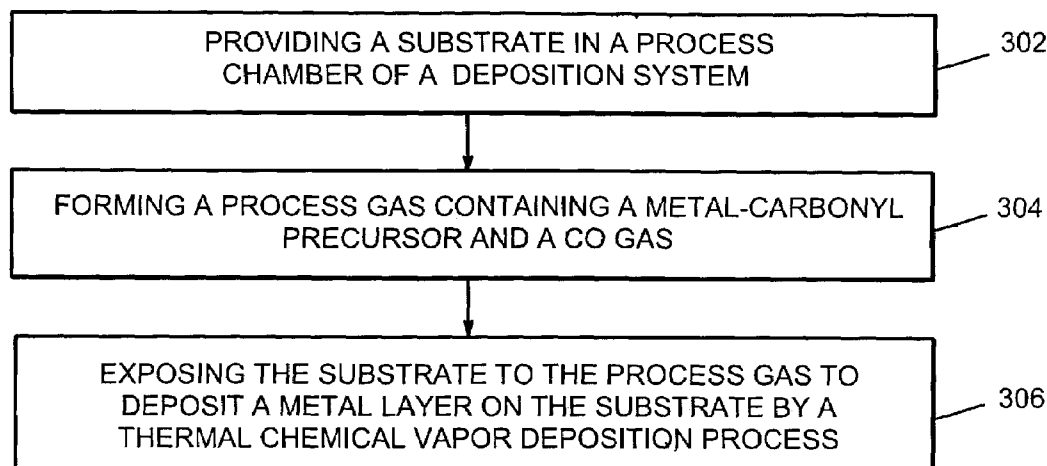 PROVIDING A SUBSTRATE IN A PROCESS
CHAMBER OF A DEPOSITION SYSTEM
302
FORMING A PROCESS GAS CONTAINING A METAL-CARBONYL
PRECURSOR AND A CO GAS
304
EXPOSING THE SUBSTRATE TO THE PROCESS GAS TO
DEPOSIT A METAL LAYER ON THE SUBSTRATE BY A
THERMAL CHEMICAL VAPOR DEPOSITION PROCESS
306